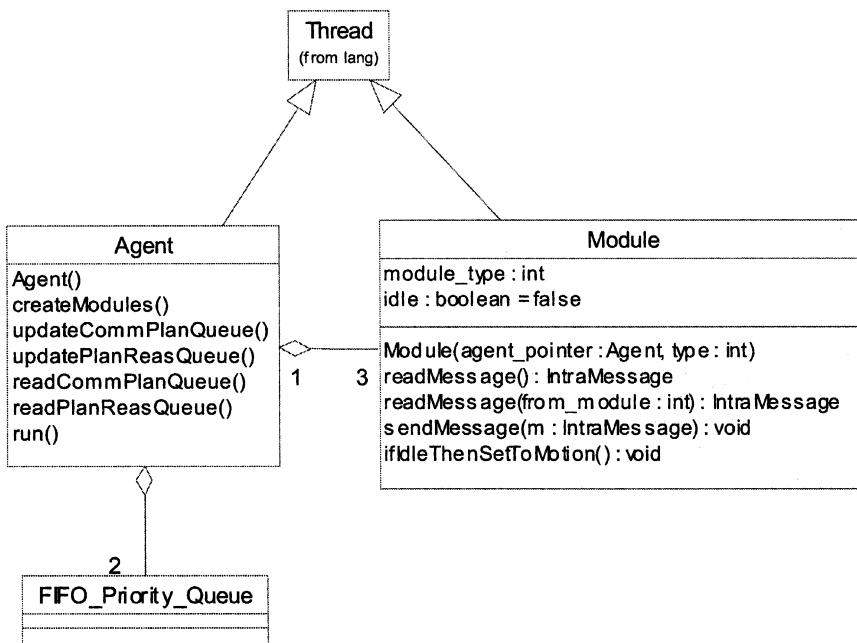 Thread
(from lang)
Agent
Agent()
createModules()
updateCommPlanQueue()
updatePlanReasQueue()
readCommPlanQueue()
readPlanReasQueue()
run()
1
3
Module
module_type : int
idle : boolean = false
Module(agent_pointer : Agent, type : int)
readMessage() : IntraMessage
readMessage(from_module : int) : IntraMessage
sendMessage(m : IntraMessage) : void
ifIdleThenSetToMotion() : void
2
FIFO_Priority_Queue